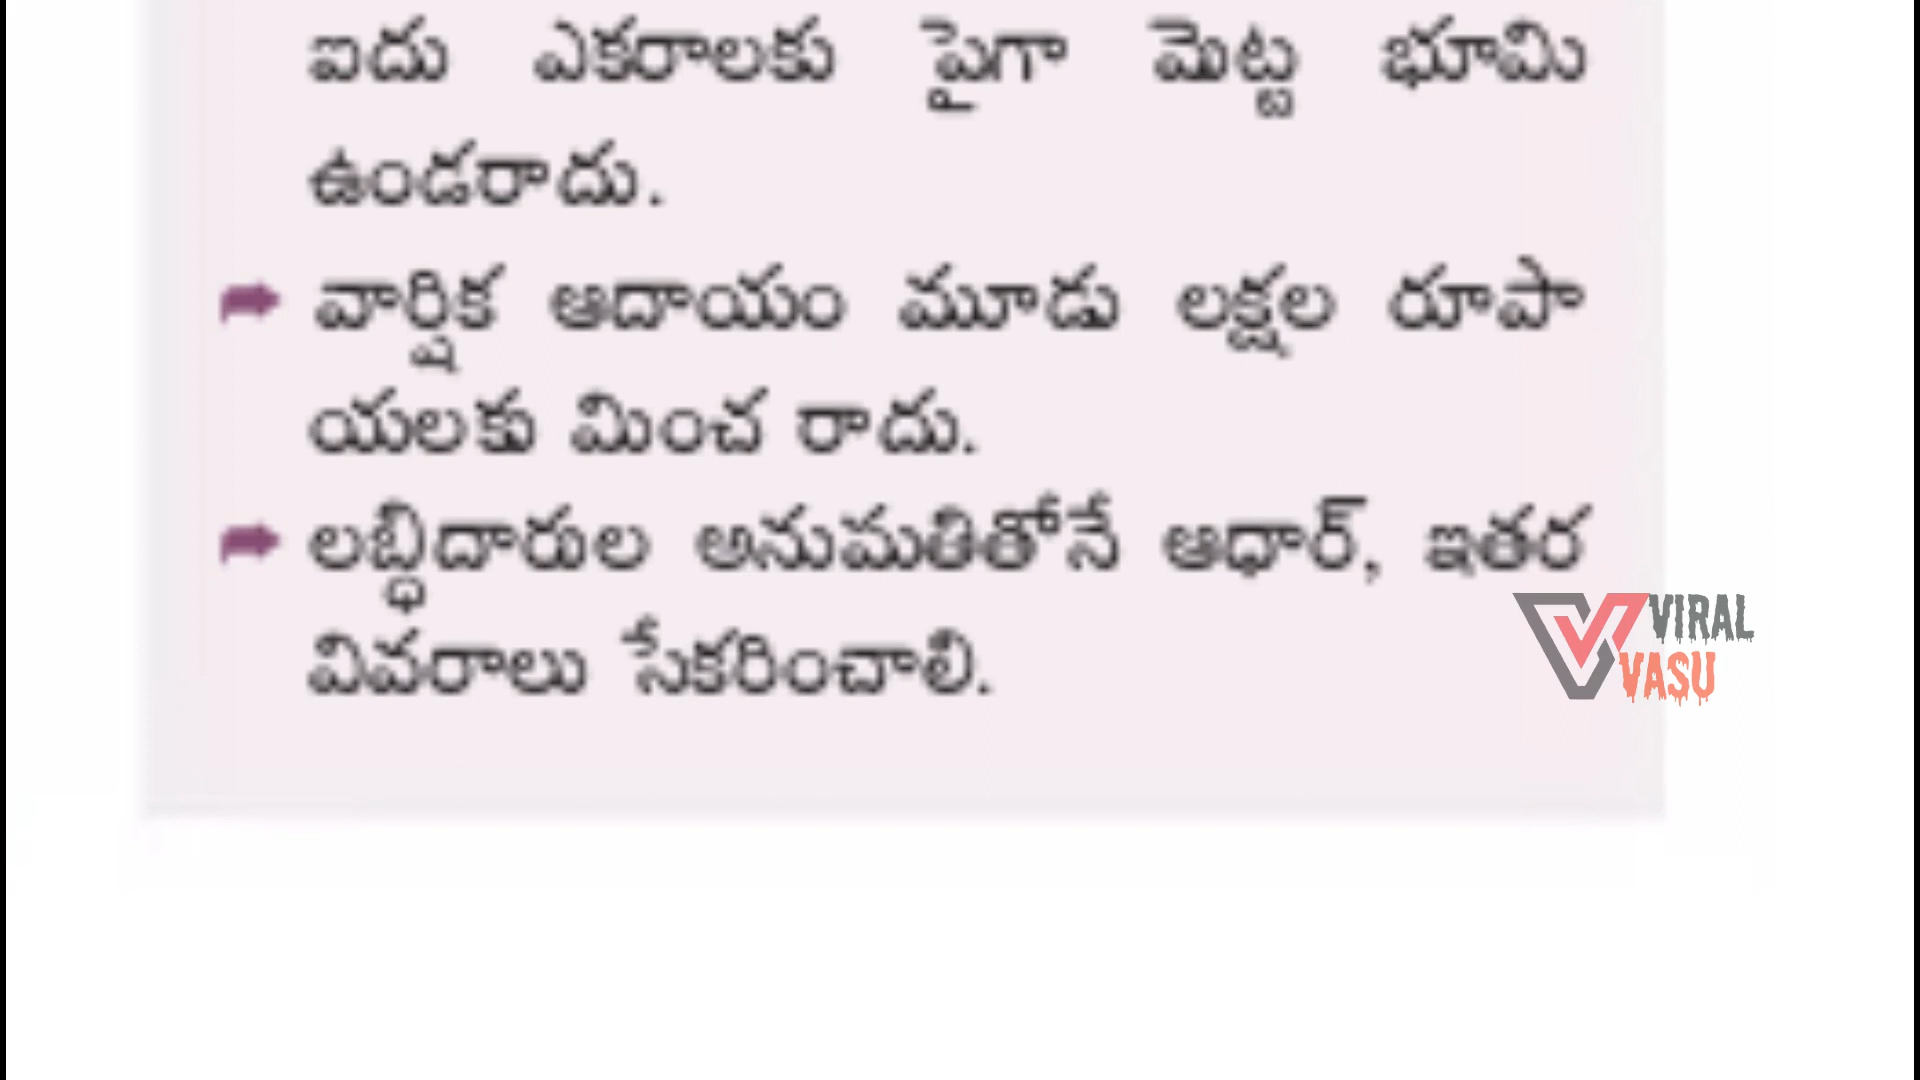 ఐదు ఎకరాలకు పైగా మెట్ట భూమి
ఉండరాదు.
వార్షిక ఆదాయం మూడు లక్షల రూపా
యలకు మించ రాదు.
లబ్ధిదారుల అనుమతితోనే ఆధార్, ఇతర
వివరాలు సేకరించాలి.
VIRAL
VASU